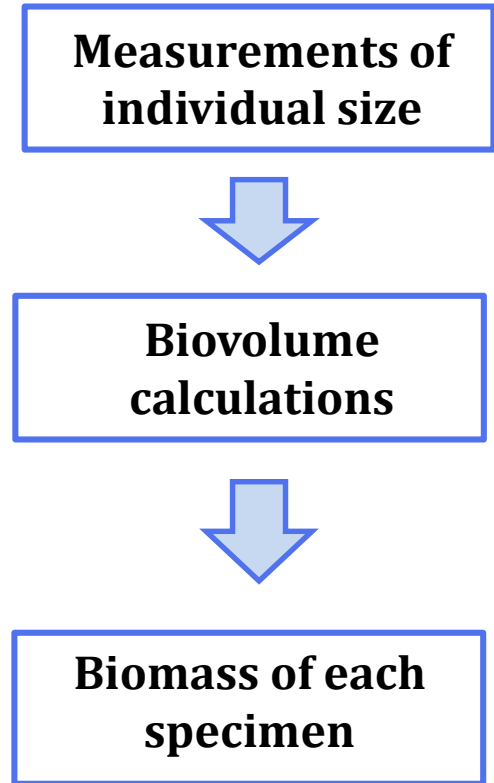 Measurements of
individual size
Biovolume
calculations
Biomass of each
specimen